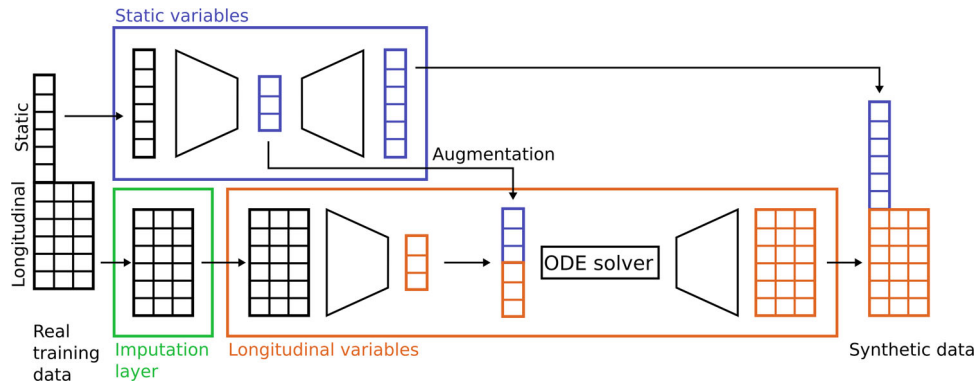 Static variables
Static
Longitudinal
Augmentation
ODE solver
Real
training
data
Imputation
layer
Longitudinal variables
Synthetic data